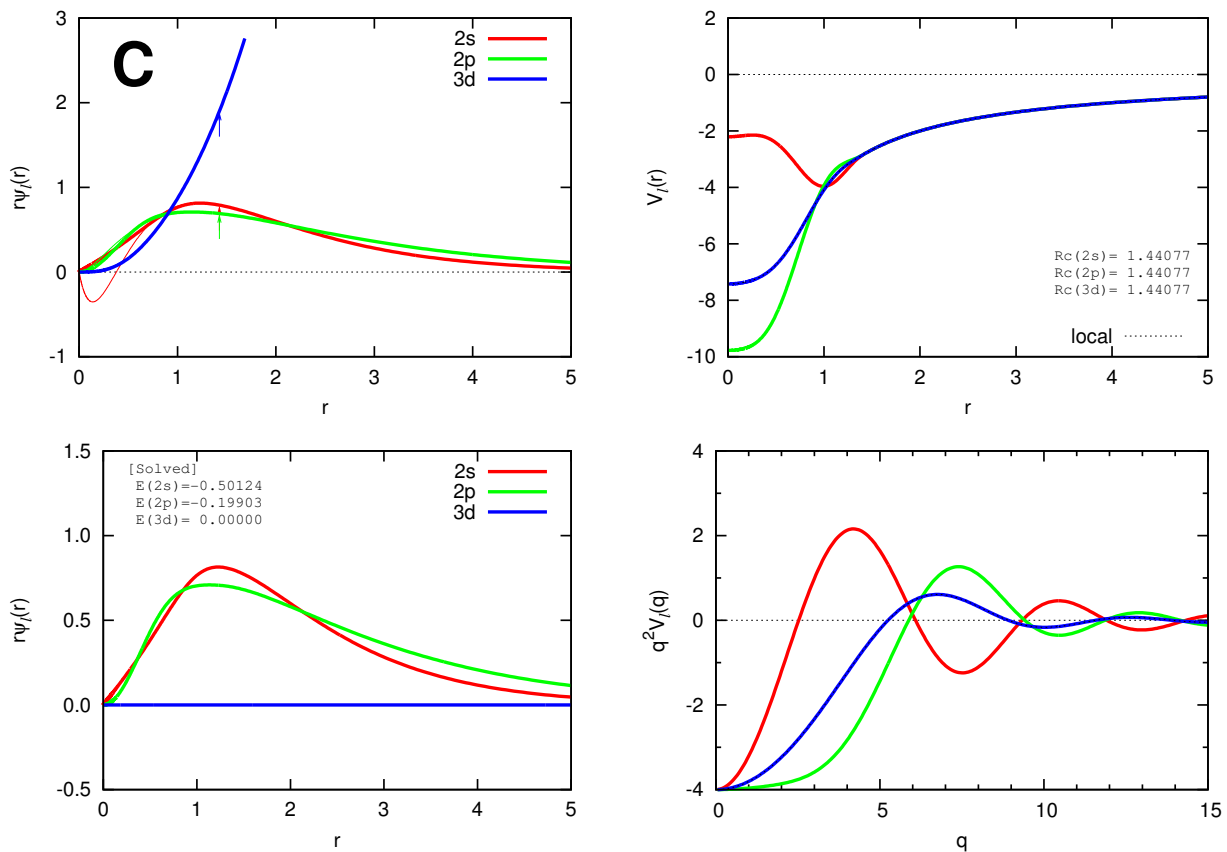 3
2
1
0
-1
C
2s
2p
3d
rψl(r)
0 1 2 3 4 5
r
2
0
-2
-4
-6
-8
-10
Vl(r)
Rc(2s)= 1.44077
Rc(2p)= 1.44077
Rc(3d)= 1.44077
local
0 1 2 3 4 5
r
1.5
1.0
0.5
0.0
-0.5
rψl(r)
[Solved]
E(2s)=-0.50124
E(2p)=-0.19903
E(3d)= 0.00000
2s
2p
3d
0 1 2 3 4 5
r
4
2
0
-2
-4
q²Vl(q)
0 5 10 15
q